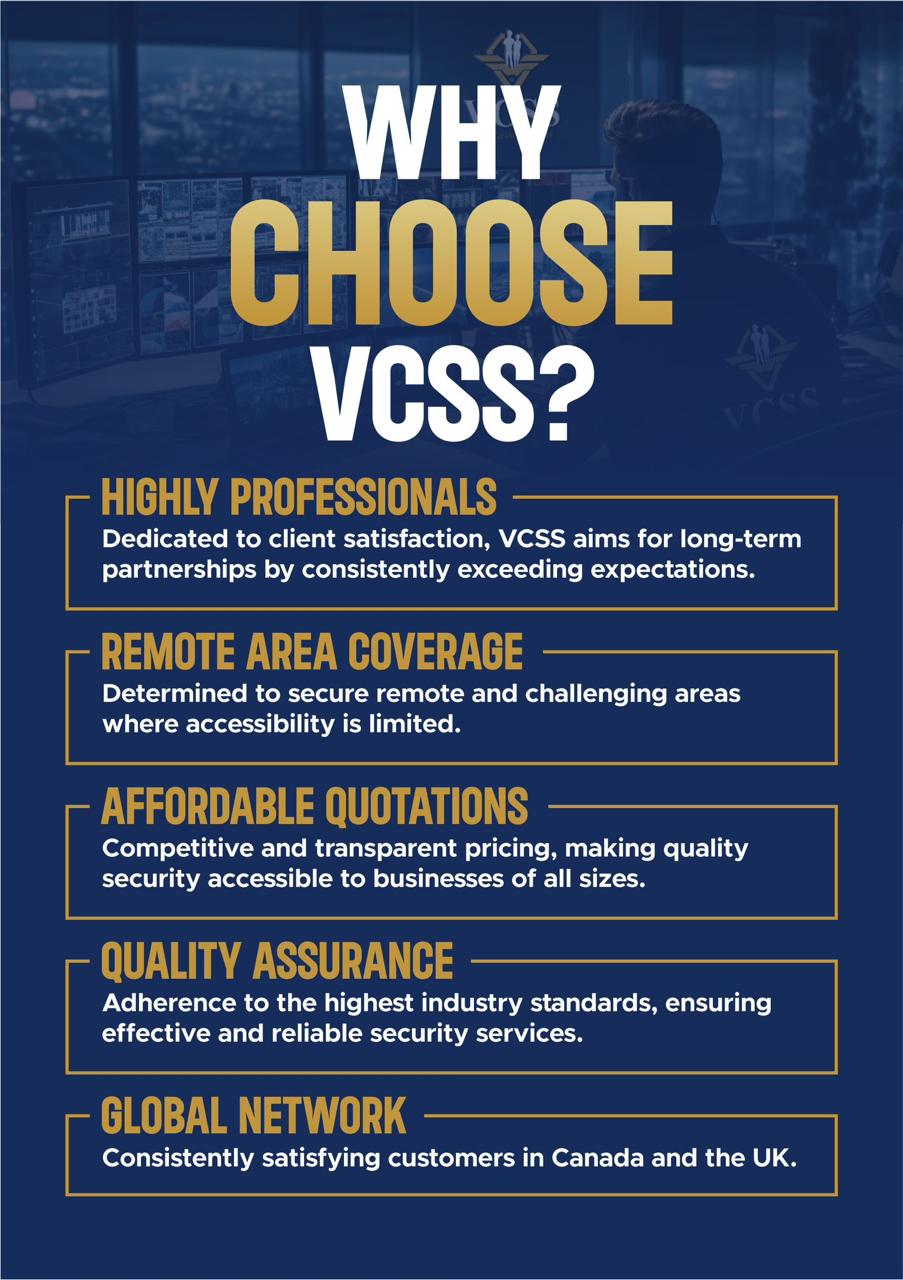 VCSS
WHY
CHOOSE
VCSS?
VCSS
HIGHLY PROFESSIONALS
Dedicated to client satisfaction, VCSS aims for long-term
partnerships by consistently exceeding expectations.
REMOTE AREA COVERAGE
Determined to secure remote and challenging areas
where accessibility is limited.
AFFORDABLE QUOTATIONS
Competitive and transparent pricing, making quality
security accessible to businesses of all sizes.
QUALITY ASSURANCE
Adherence to the highest industry standards, ensuring
effective and reliable security services.
GLOBAL NETWORK
Consistently satisfying customers in Canada and the UK.